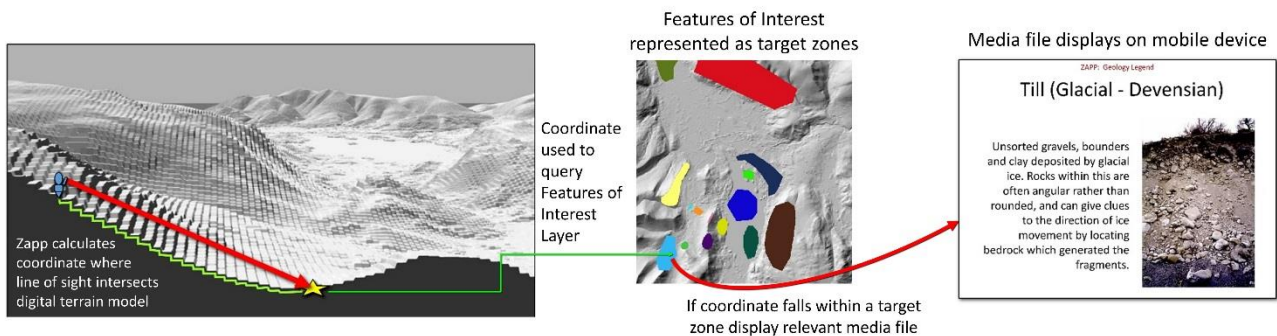 Zapp calculates
coordinate where
line of sight intersects
digital terrain model
Coordinate
used to
query
Features of
Interest
Layer
Features of Interest
represented as target zones
If coordinate falls within a target
zone display relevant media file
Media file displays on mobile device
ZAPP: Geology Legend
Till (Glacial - Devensian)
Unsorted gravels, bounders
and clay deposited by glacial
ice. Rocks within this are
often angular rather than
rounded, and can give clues
to the direction of ice
movement by locating
bedrock which generated the
fragments.